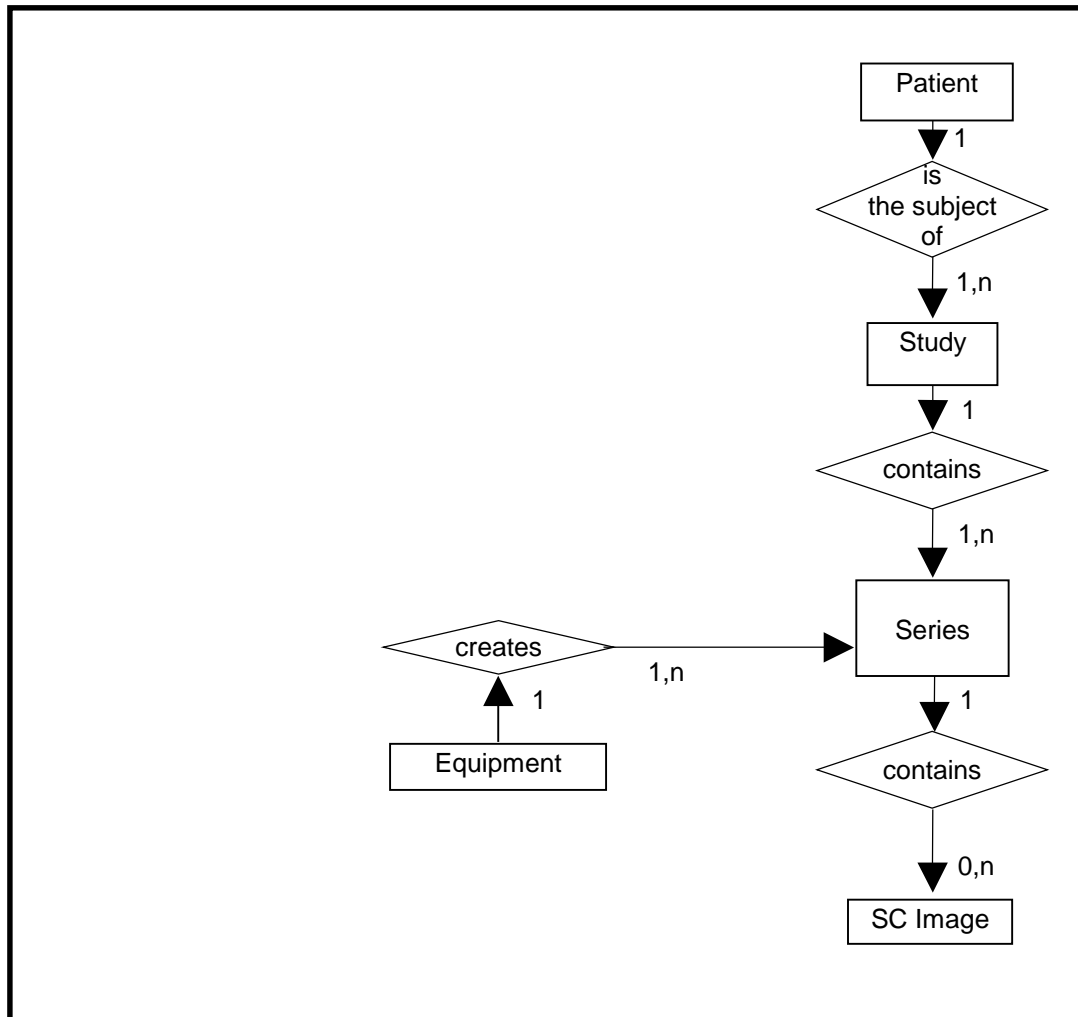 Patient
1
is
the subject
of
1,n
Study
1
contains
1,n
Series
creates
1,n
1
1
Equipment
contains
0,n
SC Image